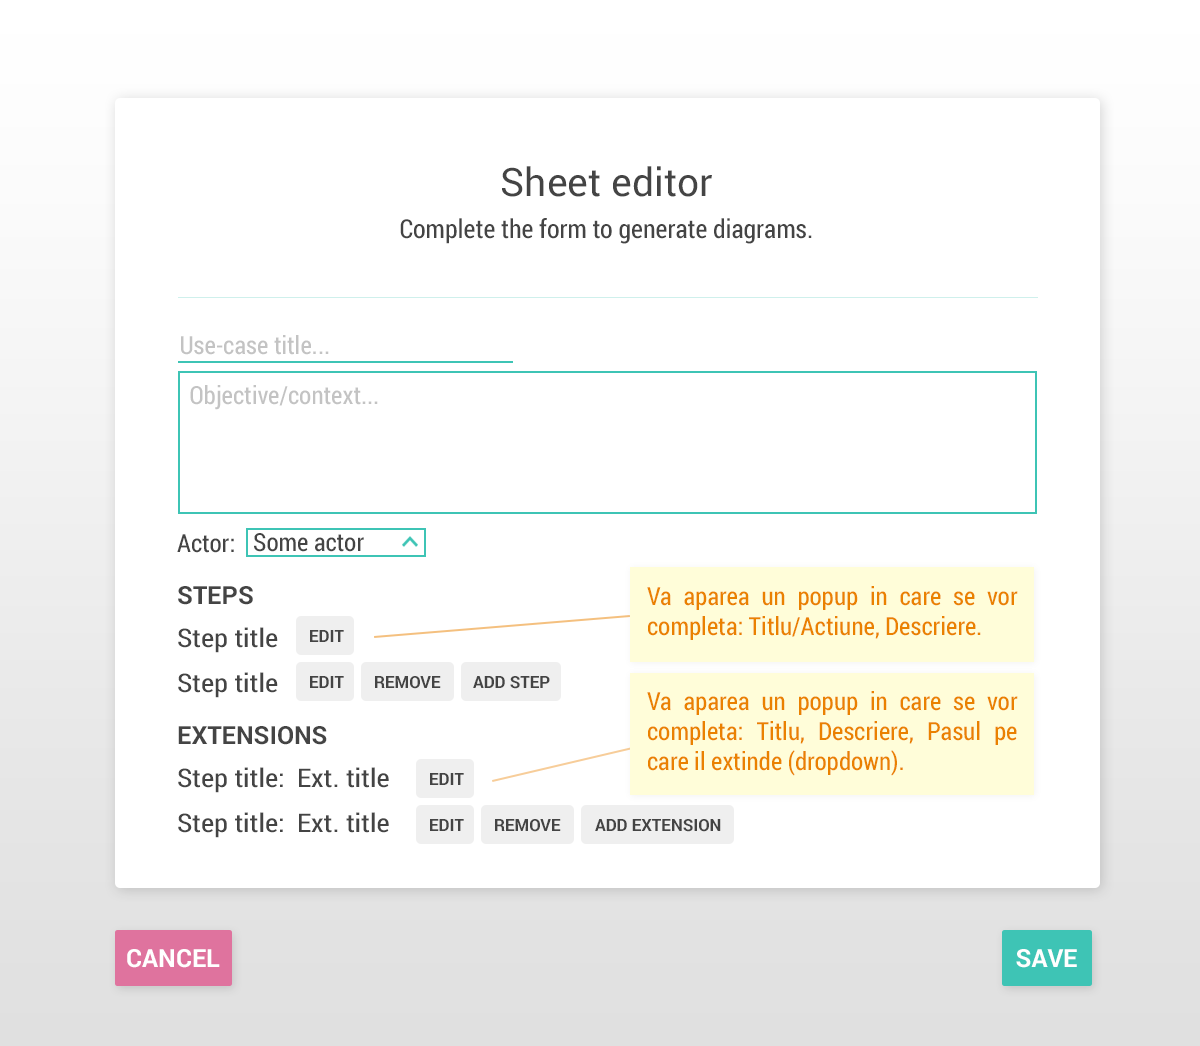 Sheet editor
Complete the form to generate diagrams.
Use-case title...
Objective/context...
Actor: Some actor
STEPS
Step title EDIT
Step title EDIT REMOVE ADD STEP
Va aparea un popup in care se vor
completa: Titlu/Actiune, Descriere.
Va aparea un popup in care se vor
completa: Titlu, Descriere, Pasul pe
care il extinde (dropdown).
EXTENSIONS
Step title: Ext. title EDIT
Step title: Ext. title EDIT REMOVE ADD EXTENSION
CANCEL SAVE